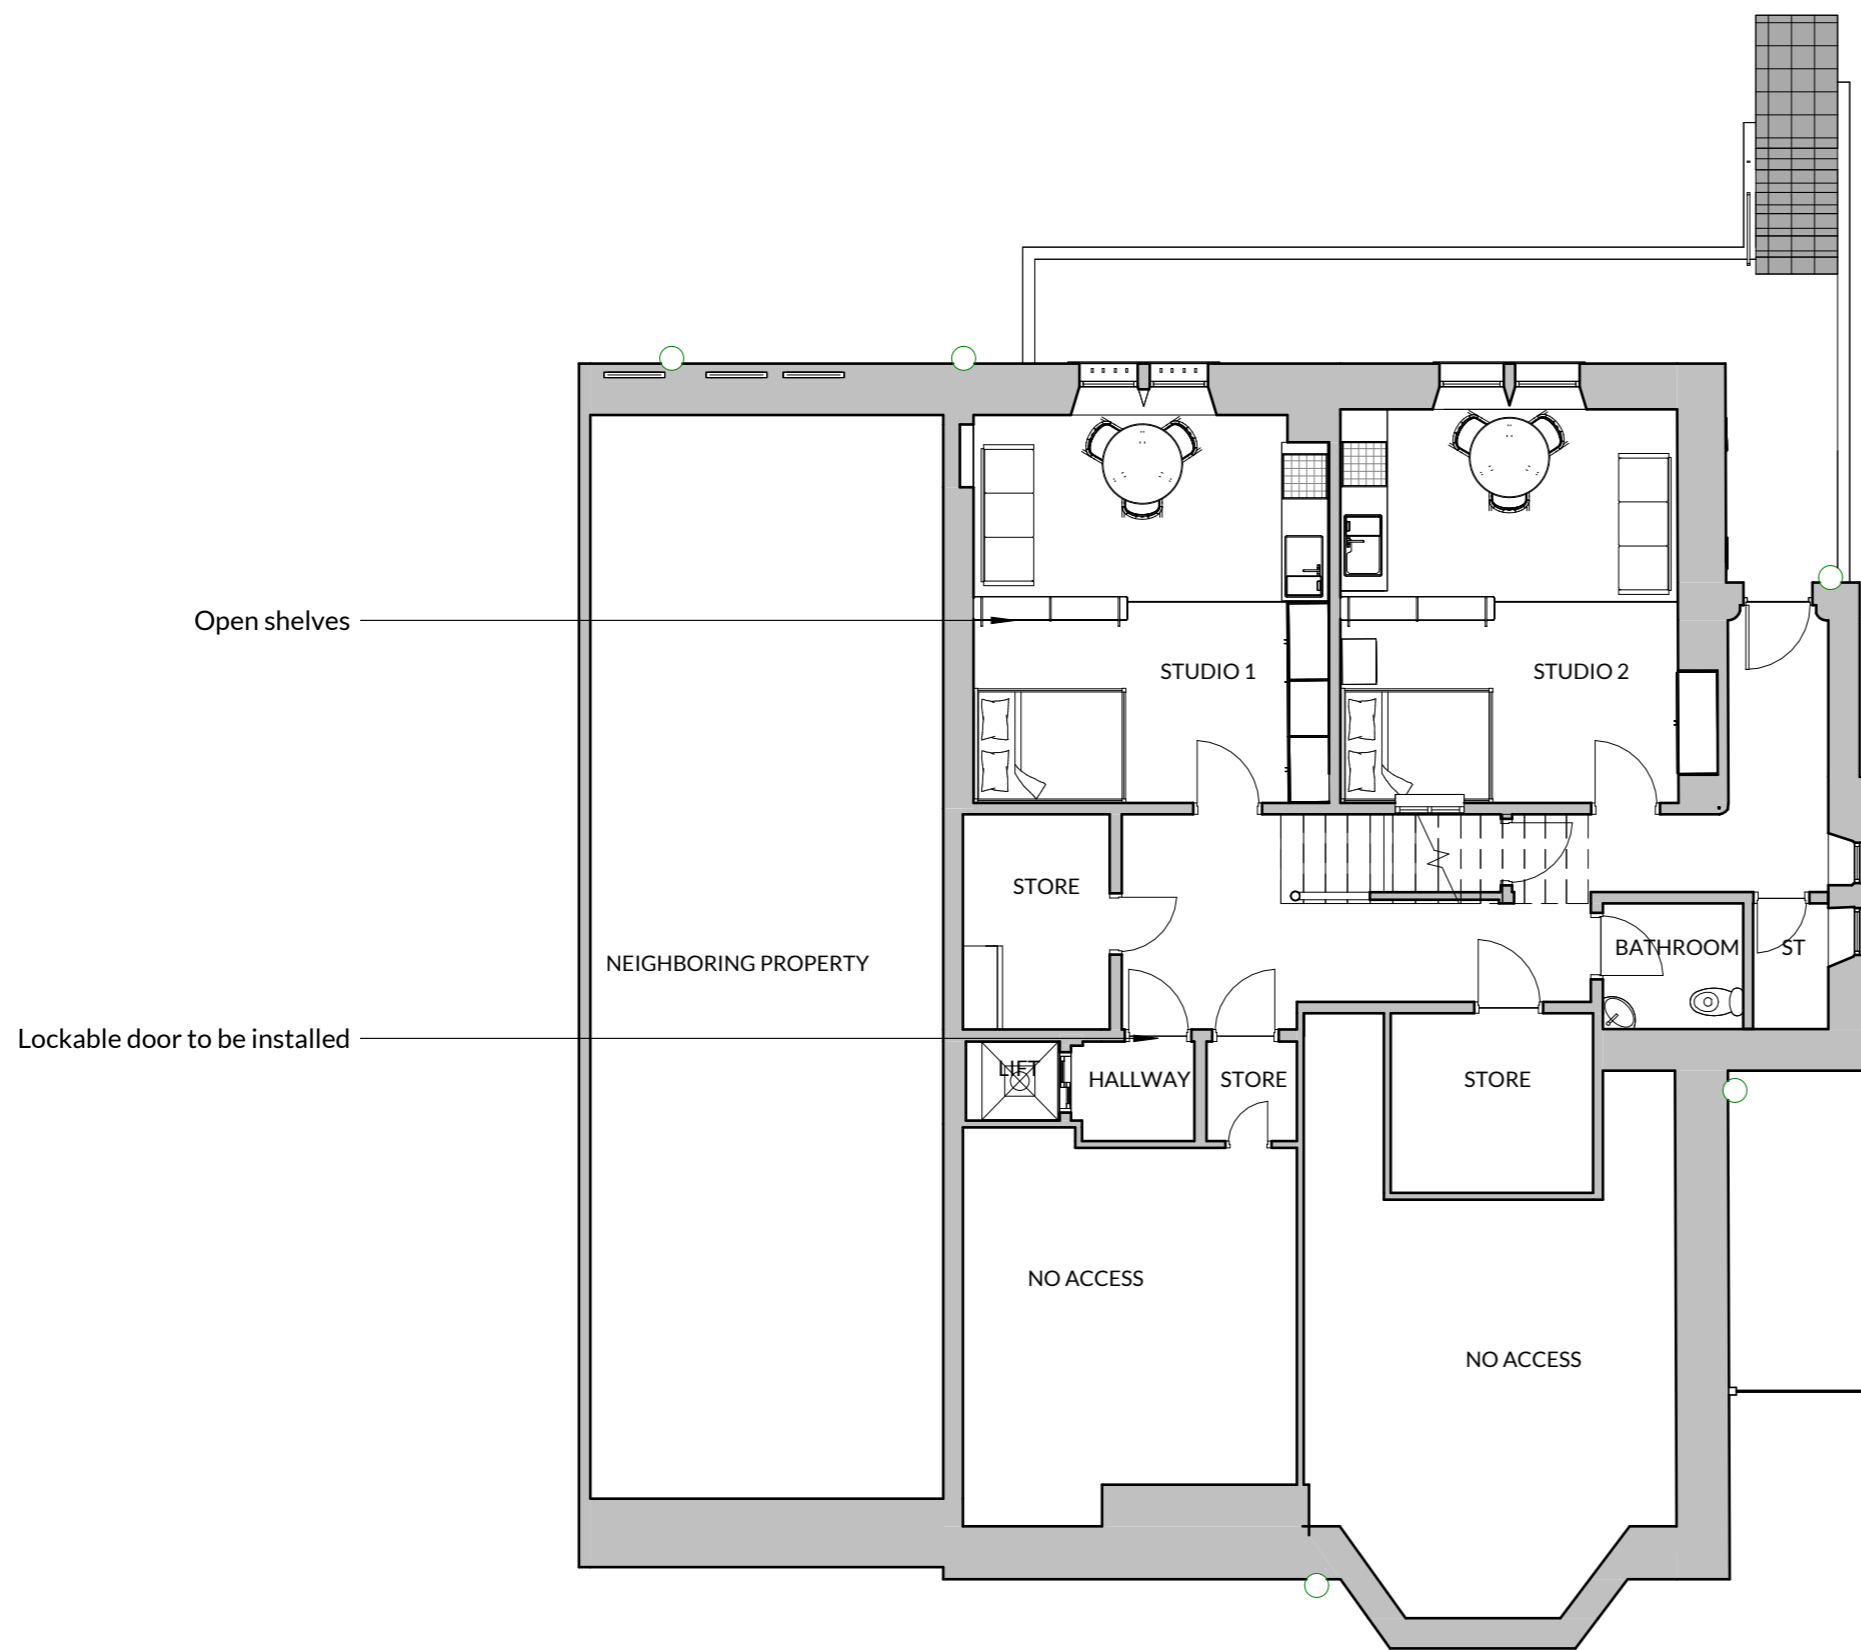 Open shelves
STUDIO 1
STUDIO 2
STORE
NEIGHBORING PROPERTY
BATHROOM
ST
Lockable door to be installed
LIFT
HALLWAY
STORE
STORE
NO ACCESS
NO ACCESS